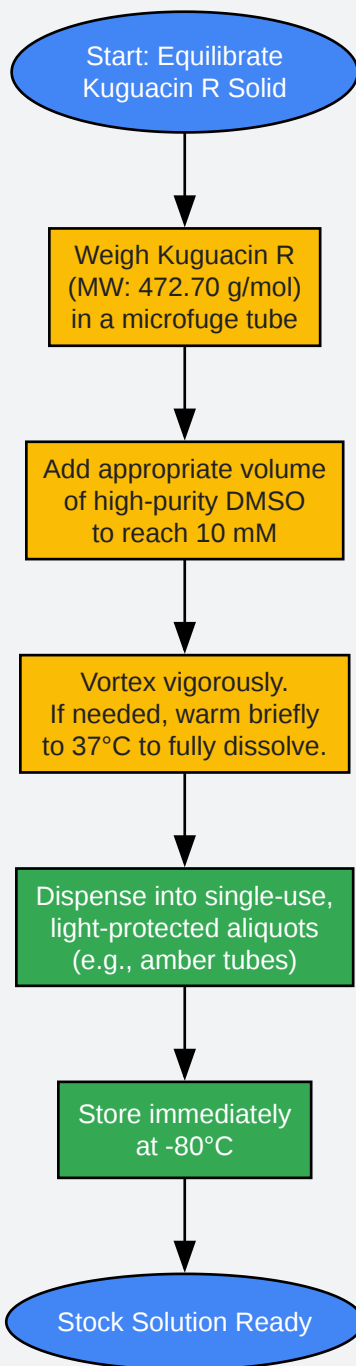 Start: Equilibrate
Kuguacin R Solid
Weigh Kuguacin R
(MW: 472.70 g/mol)
in a microfuge tube
Add appropriate volume
of high-purity DMSO
to reach 10 mM
Vortex vigorously.
If needed, warm briefly
to 37°C to fully dissolve.
Dispense into single-use,
light-protected aliquots
(e.g., amber tubes)
Store immediately
at -80°C
Stock Solution Ready